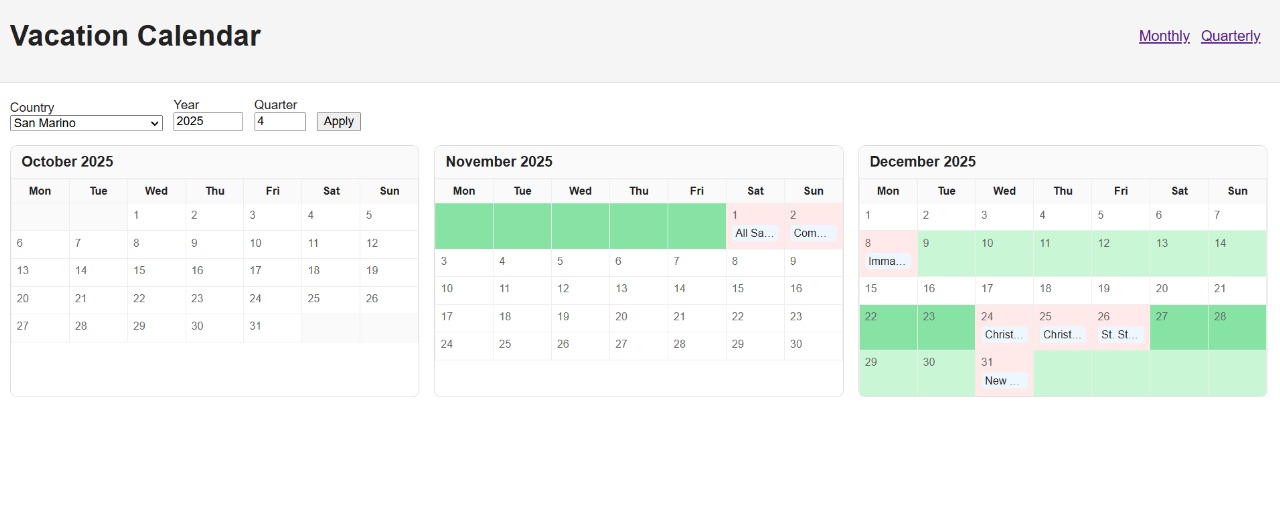 Vacation Calendar
Monthly Quarterly
Country Year Quarter
San Marino 2025 4 Apply
October 2025
Mon Tue Wed Thu Fri Sat Sun
1 2 3 4 5
6 7 8 9 10 11 12
13 14 15 16 17 18 19
20 21 22 23 24 25 26
27 28 29 30 31
November 2025
Mon Tue Wed Thu Fri Sat Sun
1 2
All Sa... Com...
3 4 5 6 7 8 9
10 11 12 13 14 15 16
17 18 19 20 21 22 23
24 25 26 27 28 29 30
December 2025
Mon Tue Wed Thu Fri Sat Sun
1 2 3 4 5 6 7
8 9 10 11 12 13 14
Imma...
15 16 17 18 19 20 21
22 23 24 25 26 27 28
Christ... Christ... St. St...
29 30 31
New ...